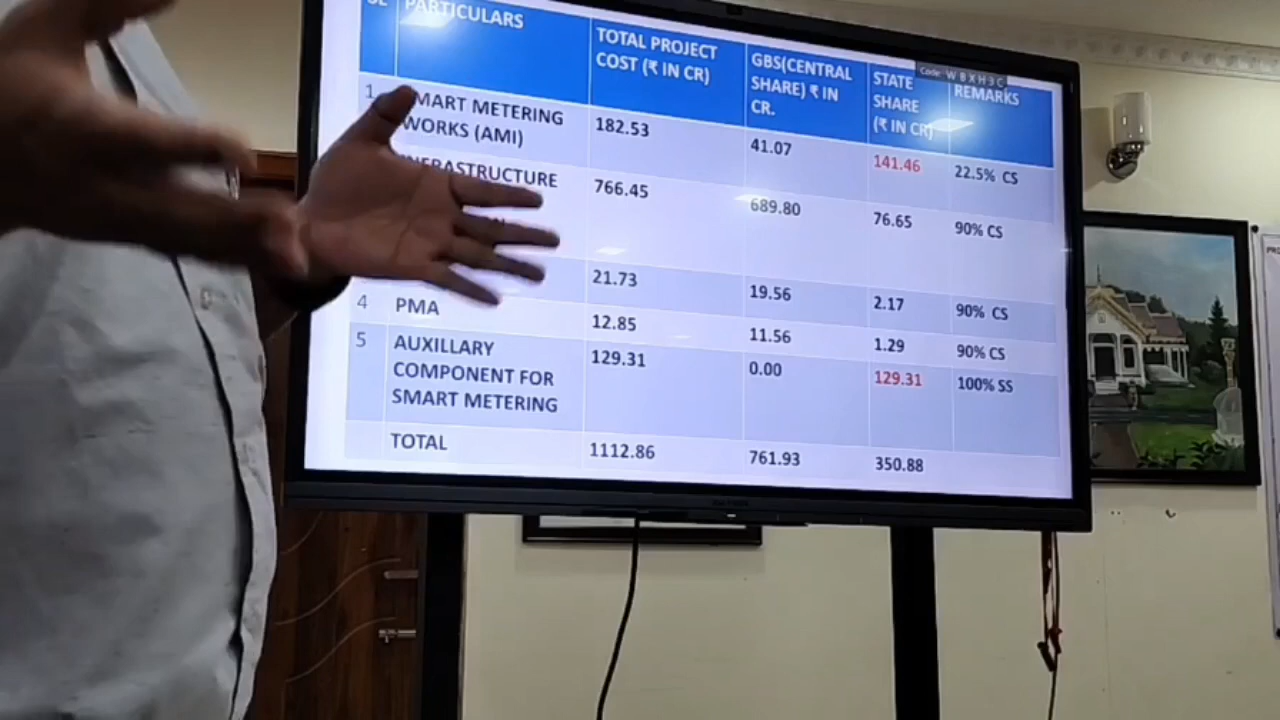 PARTICULARS
TOTAL PROJECT
COST (₹ IN CR)
GBS(CENTRAL
SHARE) ₹ IN
CR.
STATE
SHARE
(₹ IN CR)
REMARKS
Code: W B X H 3 C
1
SMART METERING
WORKS (AMI)
182.53
41.07
141.46
22.5% CS
INFRASTRUCTURE
766.45
689.80
76.65
90% CS
21.73
19.56
2.17
90% CS
4
PMA
12.85
11.56
1.29
90% CS
5
AUXILLARY
COMPONENT FOR
SMART METERING
129.31
0.00
129.31
100% SS
TOTAL
1112.86
761.93
350.88